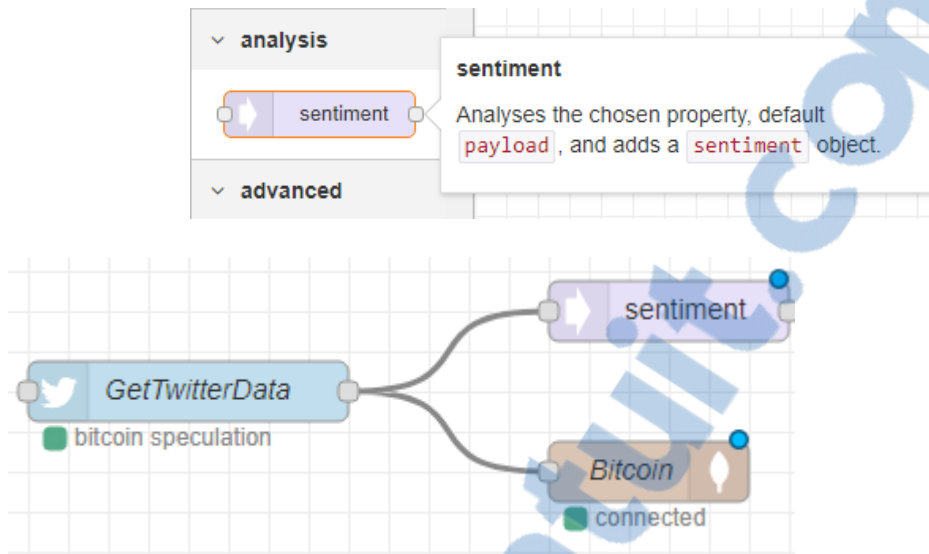 analysis
sentiment
sentiment
Analyses the chosen property, default
payload , and adds a sentiment object.
advanced
sentiment
GetTwitterData
bitcoin speculation
Bitcoin
connected